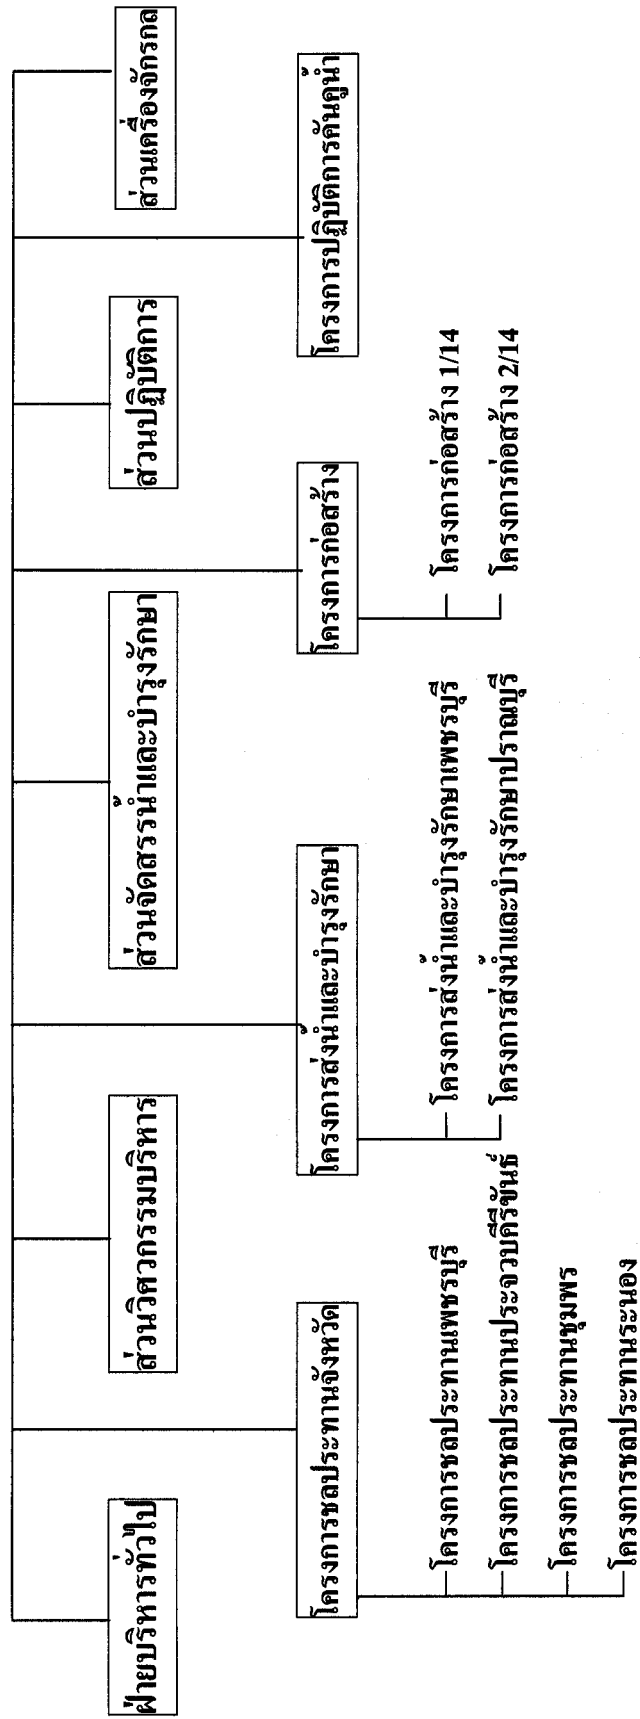 ฝ่ายบริหารทั่วไป
ส่วนวิศวกรรมบริหาร
ส่วนจัดสรรน้ำและบำรุงรักษา
ส่วนปฏิบัติการ
ส่วนเครื่องจักรกล
โครงการชลประทานจังหวัด
โครงการส่งน้ำและบำรุงรักษา
โครงการก่อสร้าง
โครงการปฏิบัติการคันคูน้ำ
โครงการชลประทานเพชรบุรี
โครงการชลประทานประจวบคีรีขันธ์
โครงการชลประทานชุมพร
โครงการชลประทานระนอง
โครงการส่งน้ำและบำรุงรักษาเพชรบุรี
โครงการส่งน้ำและบำรุงรักษาปราณบุรี
โครงการก่อสร้าง 1/14
โครงการก่อสร้าง 2/14